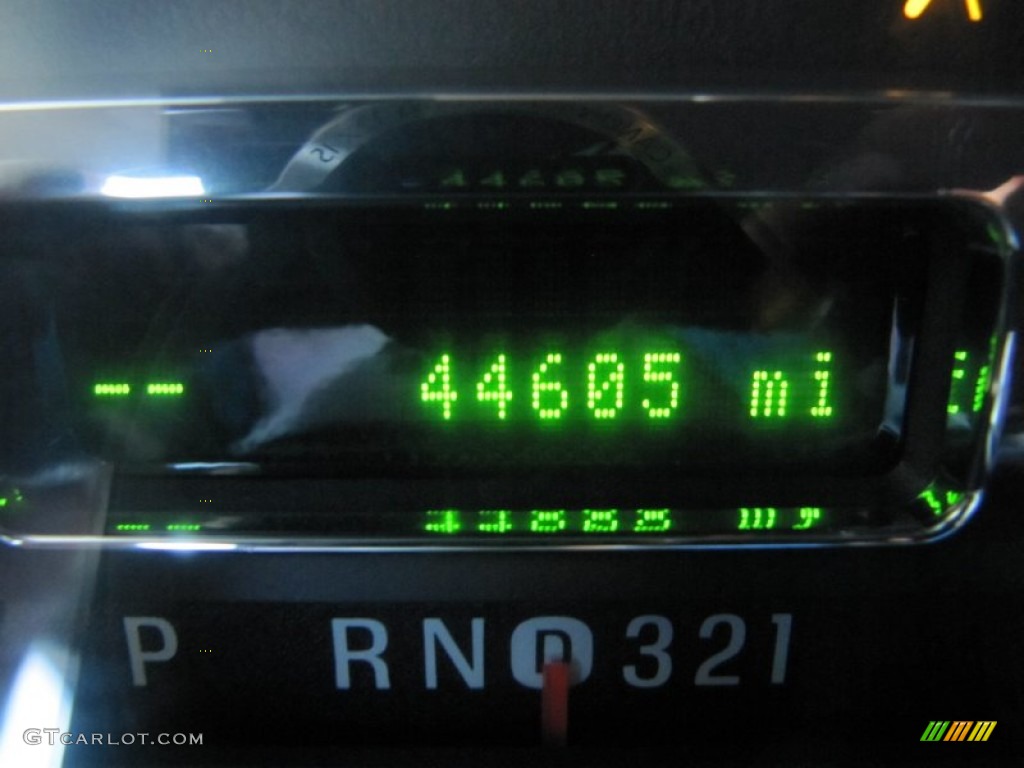 -- 44605 mi
P RND321
GTCARLOT.COM